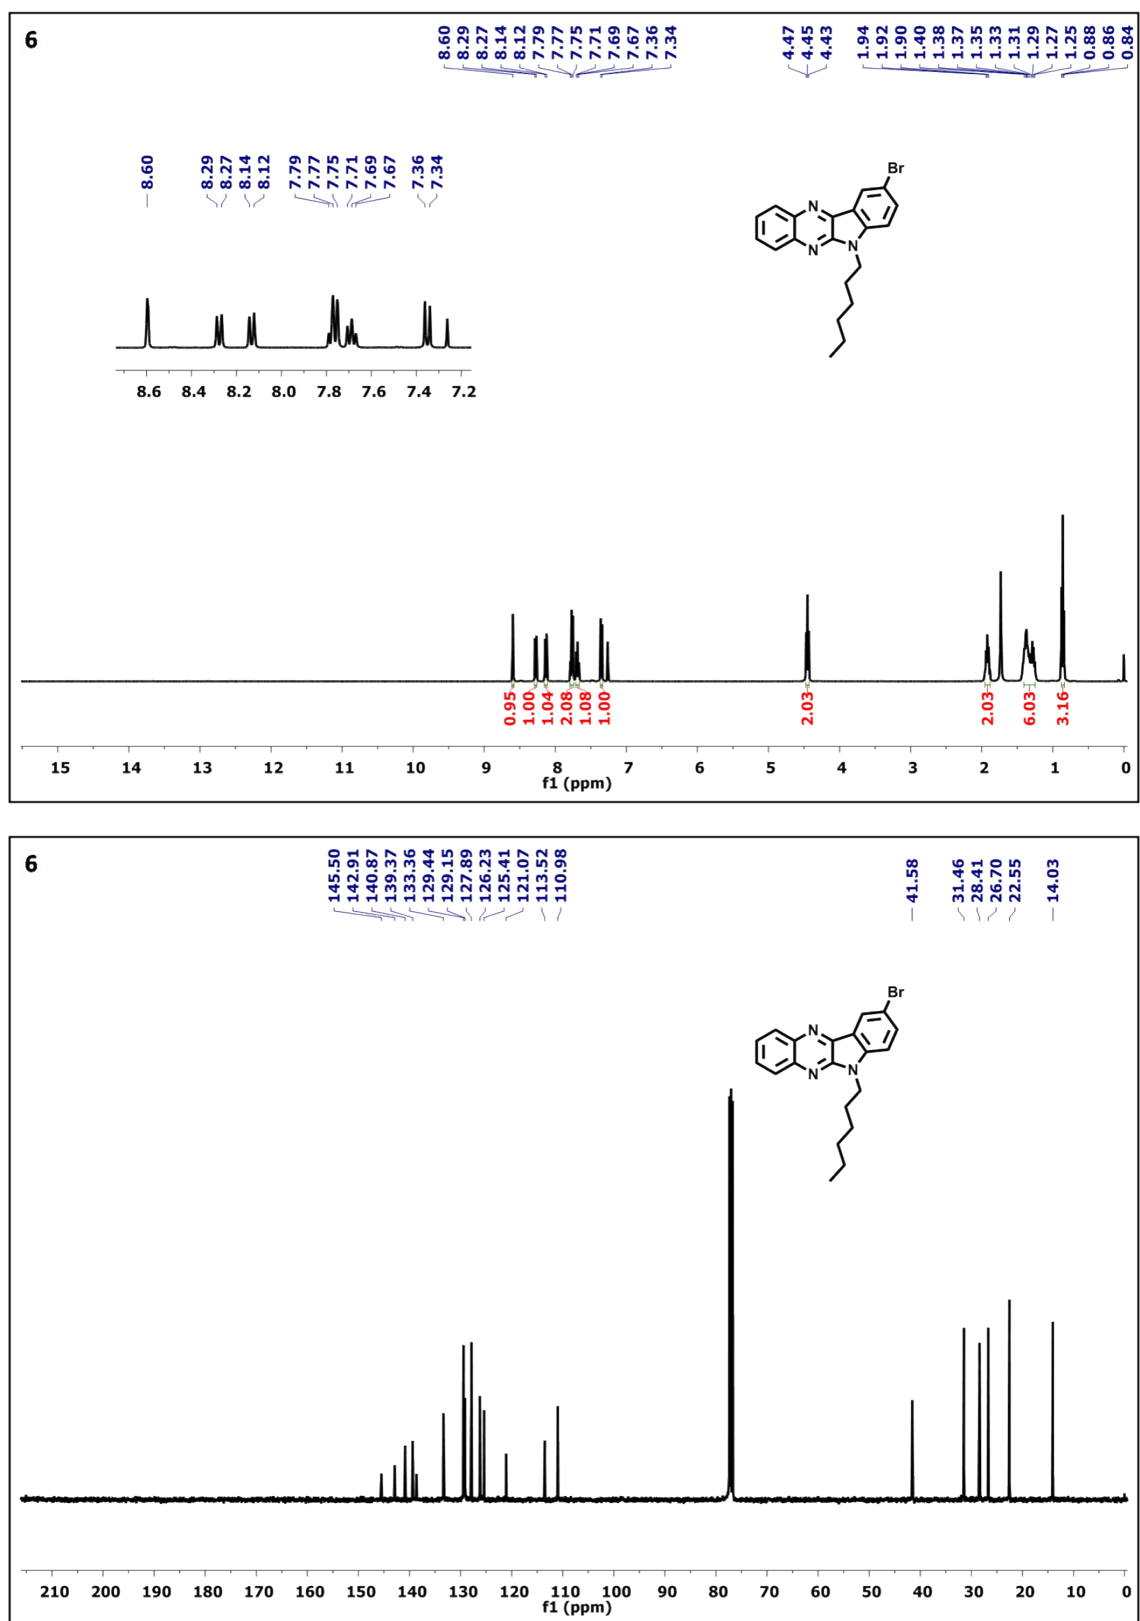 6
8.60 8.29 8.27 8.14 8.12 7.79 7.77 7.75 7.71 7.69 7.67 7.36 7.34 4.47 4.45 4.43 1.94 1.92 1.90 1.40 1.38 1.37 1.35 1.33 1.31 1.29 1.27 1.25 0.88 0.86 0.84
8.60 8.29 8.27 8.14 8.12 7.79 7.77 7.75 7.71 7.69 7.67 7.36 7.34
Br
N
N
N
8.6 8.4 8.2 8.0 7.8 7.6 7.4 7.2
0.95 1.00 1.04 2.08 1.08 1.00 2.03 2.03 6.03 3.16
15 14 13 12 11 10 9 8 7 6 5 4 3 2 1 0
f1 (ppm)
6
145.50 142.91 140.87 139.37 133.36 129.44 129.15 127.89 126.23 125.41 121.07 113.52 110.98 41.58 31.46 28.41 26.70 22.55 14.03
Br
N
N
N
210 200 190 180 170 160 150 140 130 120 110 100 90 80 70 60 50 40 30 20 10 0
f1 (ppm)